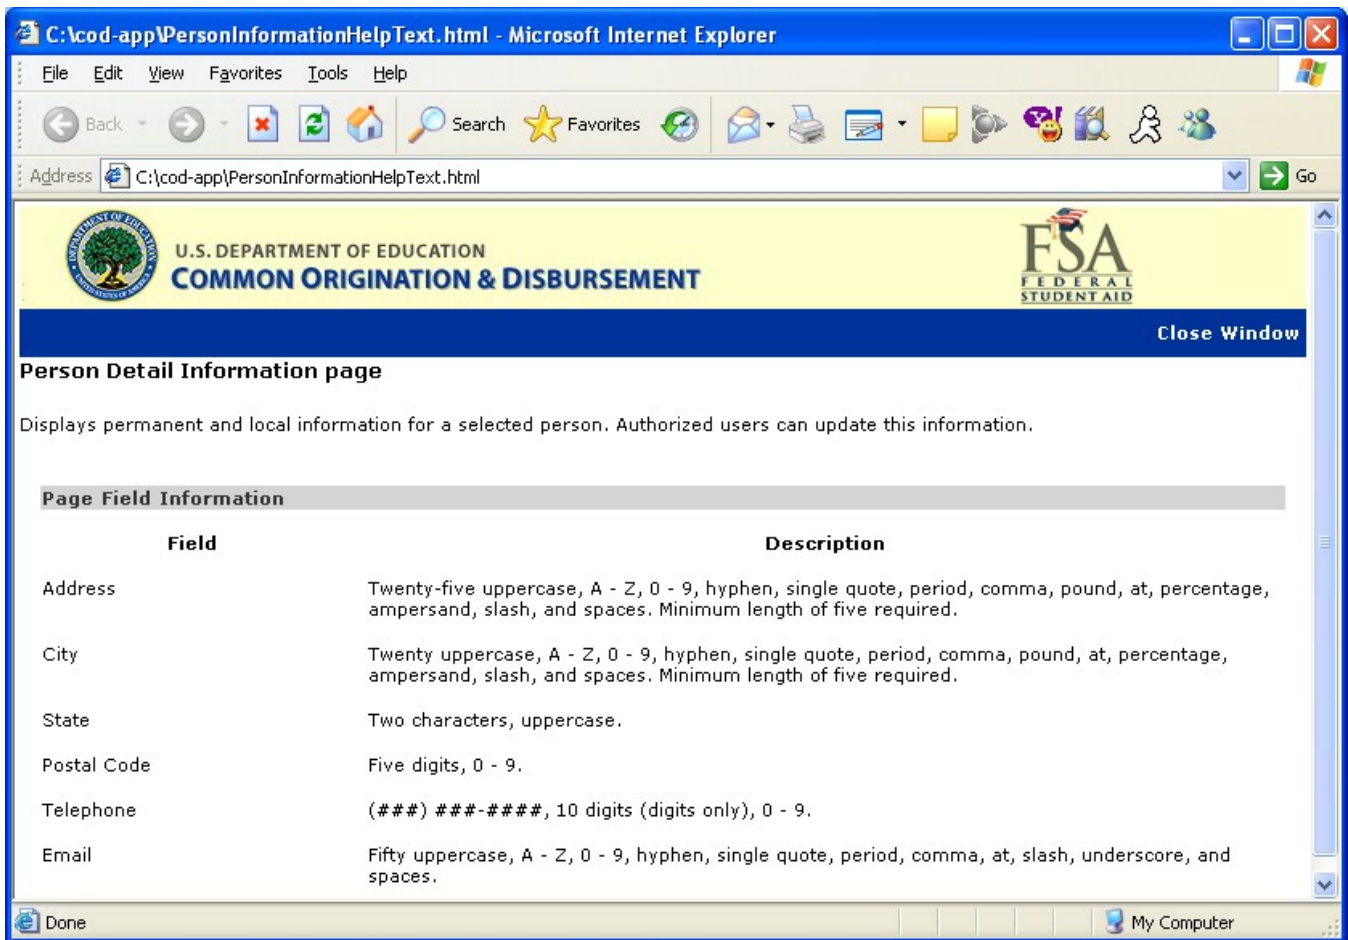 C:\cod-app\PersonInformationHelpText.html - Microsoft Internet Explorer
File Edit View Favorites Tools Help
Back Search Favorites
Address C:\cod-app\PersonInformationHelpText.html Go
U.S. DEPARTMENT OF EDUCATION
COMMON ORIGINATION & DISBURSEMENT
FSA
FEDERAL
STUDENT AID
Close Window
Person Detail Information page
Displays permanent and local information for a selected person. Authorized users can update this information.
Page Field Information
Field Description
Address Twenty-five uppercase, A - Z, 0 - 9, hyphen, single quote, period, comma, pound, at, percentage,
ampersand, slash, and spaces. Minimum length of five required.
City Twenty uppercase, A - Z, 0 - 9, hyphen, single quote, period, comma, pound, at, percentage,
ampersand, slash, and spaces. Minimum length of five required.
State Two characters, uppercase.
Postal Code Five digits, 0 - 9.
Telephone (###) ###-####, 10 digits (digits only), 0 - 9.
Email Fifty uppercase, A - Z, 0 - 9, hyphen, single quote, period, comma, at, slash, underscore, and
spaces.
Done My Computer